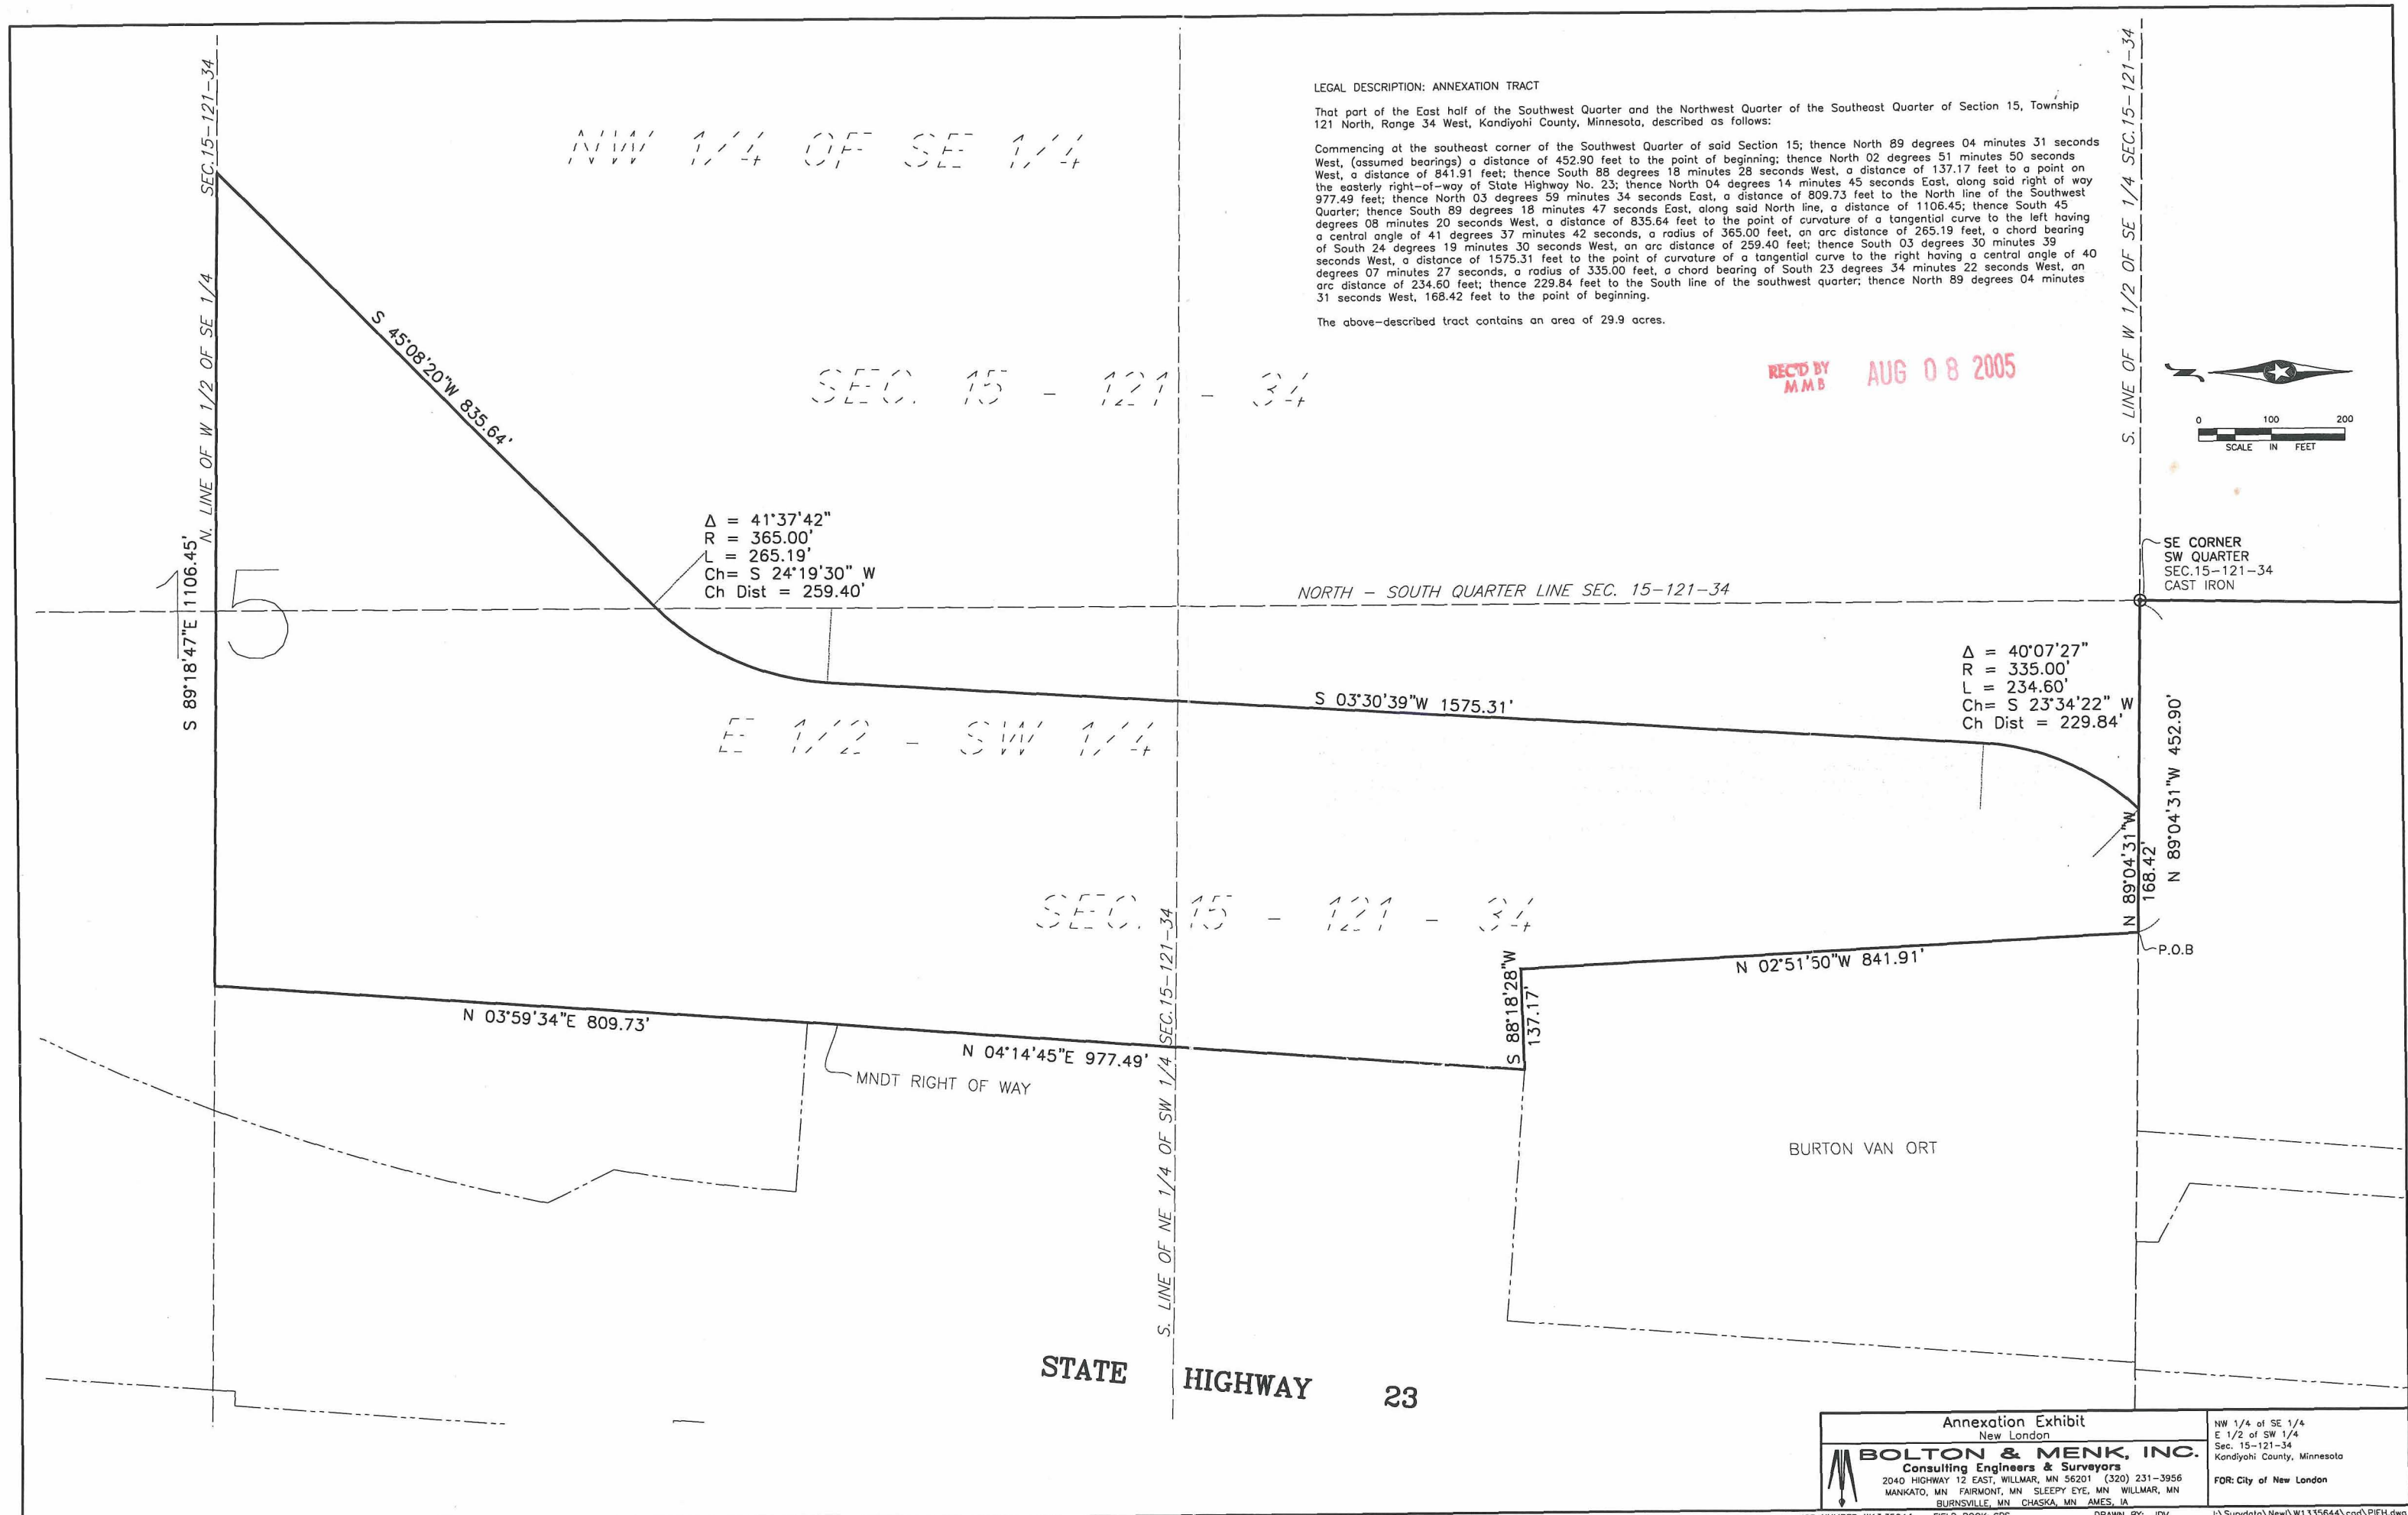 LEGAL DESCRIPTION: ANNEXATION TRACT
That part of the East half of the Southwest Quarter and the Northwest Quarter of the Southeast Quarter of Section 15, Township
121 North, Range 34 West, Kandiyohi County, Minnesota, described as follows:
Commencing at the southeast corner of the Southwest Quarter of said Section 15; thence North 89 degrees 04 minutes 31 seconds
West, (assumed bearings) a distance of 452.90 feet to the point of beginning; thence North 02 degrees 51 minutes 50 seconds
West, a distance of 841.91 feet; thence South 88 degrees 18 minutes 28 seconds West, a distance of 137.17 feet to a point on
the easterly right-of-way of State Highway No. 23; thence North 04 degrees 14 minutes 45 seconds East, along said right of way
977.49 feet; thence North 03 degrees 59 minutes 34 seconds East, a distance of 809.73 feet to the North line of the Southwest
Quarter; thence South 89 degrees 18 minutes 47 seconds East, along said North line, a distance of 1106.45; thence South 45
degrees 08 minutes 20 seconds West, a distance of 835.64 feet to the point of curvature of a tangential curve to the left having
a central angle of 41 degrees 37 minutes 42 seconds, a radius of 365.00 feet, an arc distance of 265.19 feet, a chord bearing
of South 24 degrees 19 minutes 30 seconds West, an arc distance of 259.40 feet; thence South 03 degrees 30 minutes 39
seconds West, a distance of 1575.31 feet to the point of curvature of a tangential curve to the right having a central angle of 40
degrees 07 minutes 27 seconds, a radius of 335.00 feet, a chord bearing of South 23 degrees 34 minutes 22 seconds West, an
arc distance of 234.60 feet; thence 229.84 feet to the South line of the southwest quarter; thence North 89 degrees 04 minutes
31 seconds West, 168.42 feet to the point of beginning.
The above-described tract contains an area of 29.9 acres.
REC'D BY
MMB
AUG 08 2005
NW 1/4 OF SE 1/4
SEC. 15 - 121 - 34
N. LINE OF W 1/2 OF SE 1/4 SEC.15-121-34
S. LINE OF W 1/2 OF SE 1/4 SEC.15-121-34
N
0 100 200
SCALE IN FEET
S 45°08'20"W 835.64'
S 89°18'47"E 1106.45'
15
Δ = 41°37'42"
R = 365.00'
L = 265.19'
Ch= S 24°19'30" W
Ch Dist = 259.40'
NORTH - SOUTH QUARTER LINE SEC. 15-121-34
SE CORNER
SW QUARTER
SEC.15-121-34
CAST IRON
Δ = 40°07'27"
R = 335.00'
L = 234.60'
Ch= S 23°34'22" W
Ch Dist = 229.84'
S 03°30'39"W 1575.31'
E 1/2 - SW 1/4
N 89°04'31"W 452.90'
N 89°04'31"W
168.42'
SEC. 15 - 121 - 34
P.O.B
N 02°51'50"W 841.91'
S 88°18'28"W
137.17'
N 03°59'34"E 809.73'
N 04°14'45"E 977.49'
MNDT RIGHT OF WAY
S. LINE OF NE 1/4 OF SW 1/4 SEC.15-121-34
BURTON VAN ORT
STATE HIGHWAY 23
Annexation Exhibit
New London
BOLTON & MENK, INC.
Consulting Engineers & Surveyors
2040 HIGHWAY 12 EAST, WILLMAR, MN 56201 (320) 231-3956
MANKATO, MN FAIRMONT, MN SLEEPY EYE, MN WILLMAR, MN
BURNSVILLE, MN CHASKA, MN AMES, IA
NW 1/4 of SE 1/4
E 1/2 of SW 1/4
Sec. 15-121-34
Kandiyohi County, Minnesota
FOR: City of New London
DRAWN BY: JDV